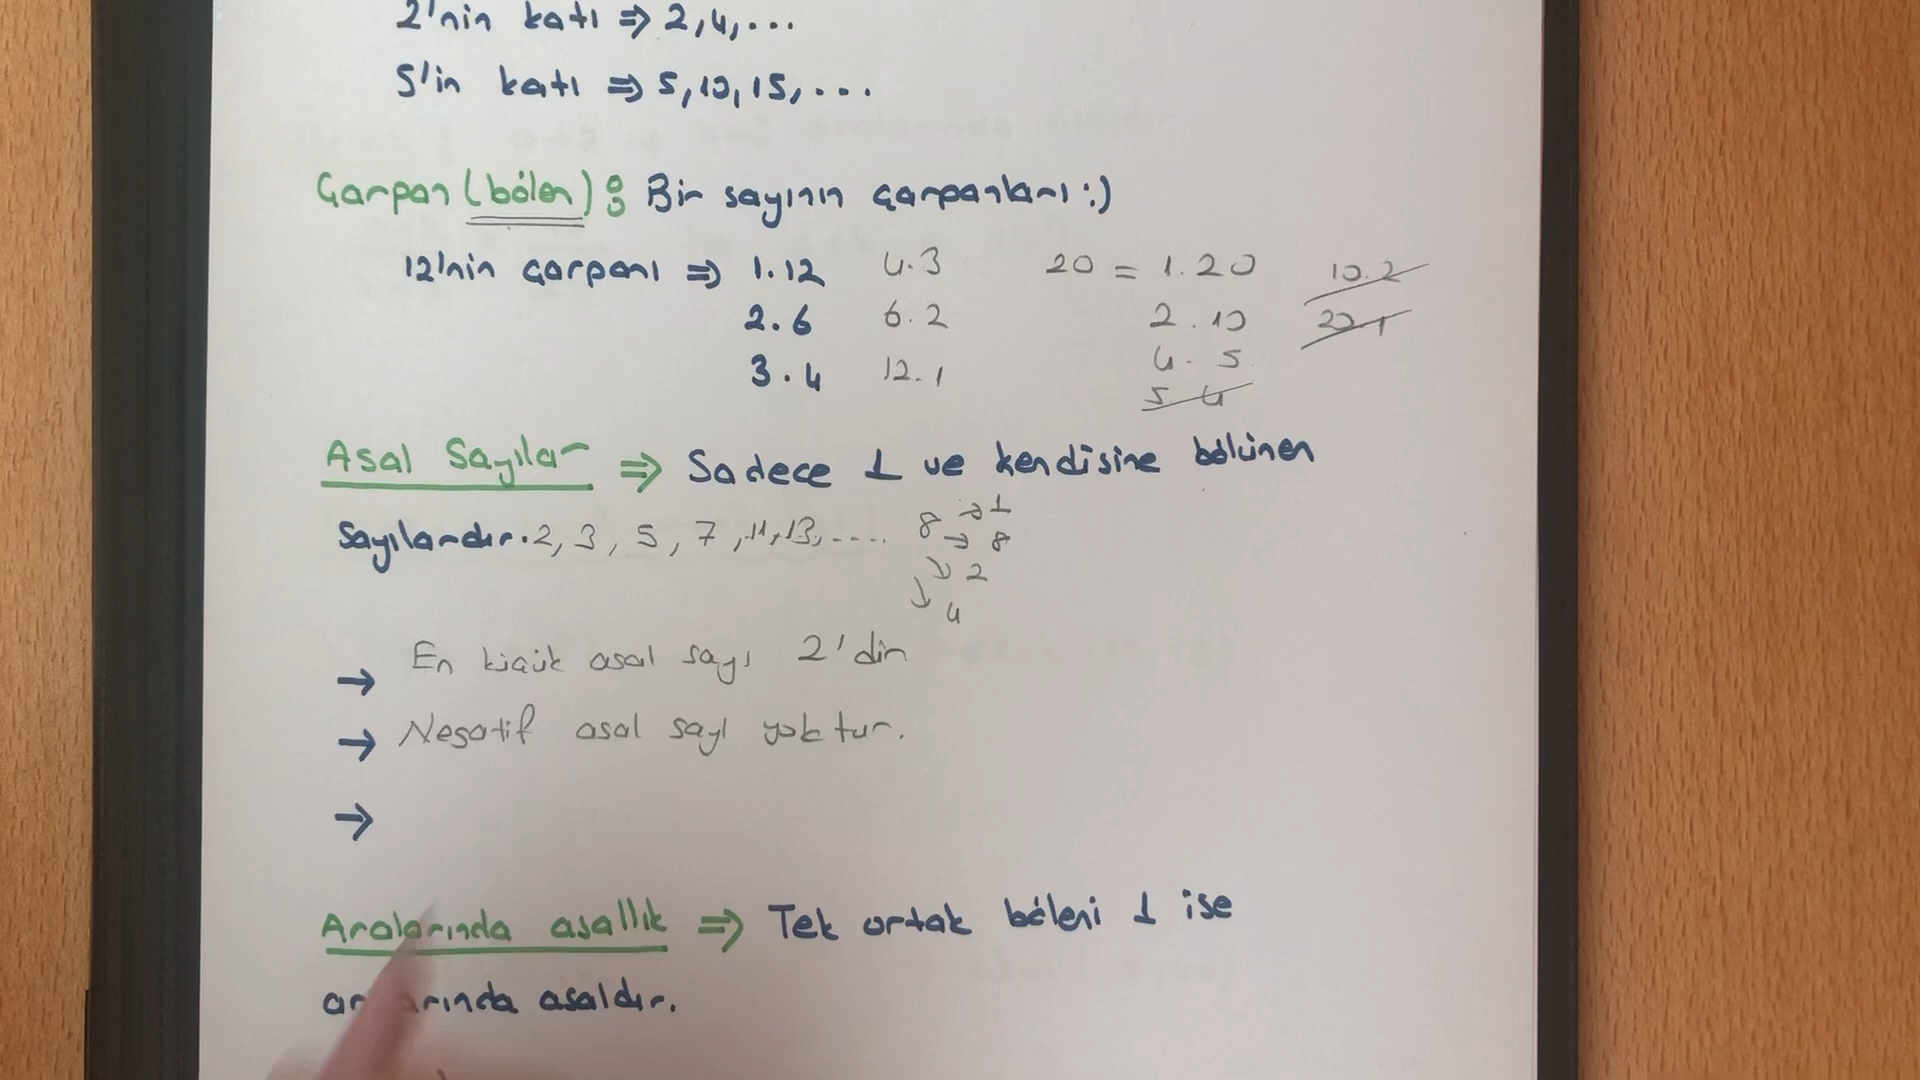 2'nin katı ⇒ 2,4,...
5'in katı ⇒ 5,10,15,...
Çarpan (bölen) : Bir sayının çarpanları :)
12'nin çarpanı ⇒ 1.12 4.3 20 = 1.20 10.2
2.6 6.2 2.10 20.1
3.4 12.1 4.5
5.4
Asal Sayılar ⇒ Sadece 1 ve kendisine bölünen
sayılardır. 2, 3, 5, 7, 11, 13, .... 8 → 1
→ 8
↘ 2
↘ 4
→ En küçük asal sayı 2'dir
→ Negatif asal sayı yoktur.
→
Aralarında asallık ⇒ Tek ortak böleni 1 ise
asaldır.